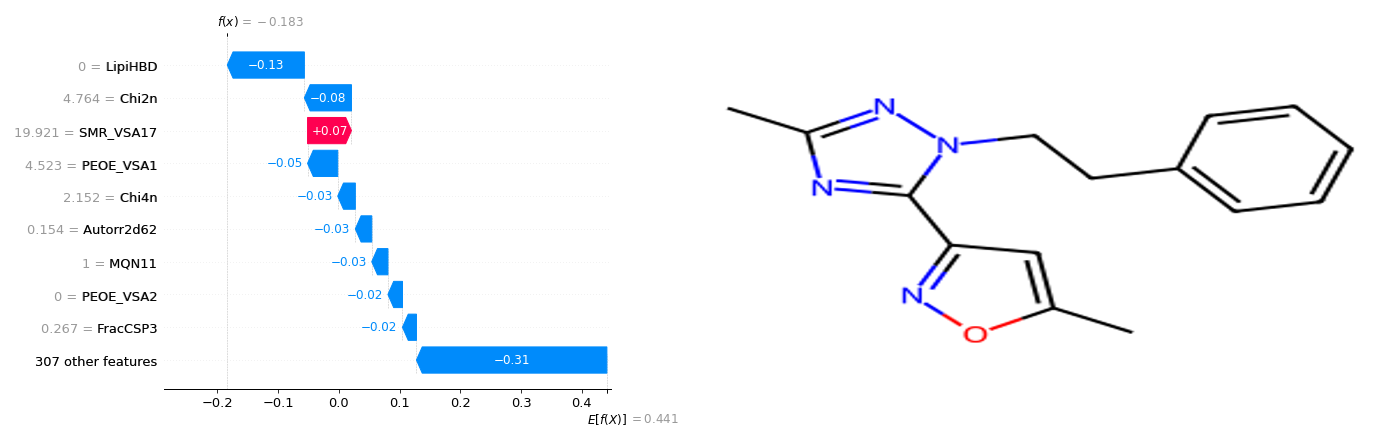 f(x) = −0.183
0 = LipiHBD
−0.13
4.764 = Chi2n
−0.08
19.921 = SMR_VSA17
+0.07
4.523 = PEOE_VSA1
−0.05
2.152 = Chi4n
−0.03
0.154 = Autorr2d62
−0.03
1 = MQN11
−0.03
0 = PEOE_VSA2
−0.02
0.267 = FracCSP3
−0.02
307 other features
−0.31
−0.2 −0.1 0.0 0.1 0.2 0.3 0.4
E[f(X)] = 0.441
N
N
N
N
O